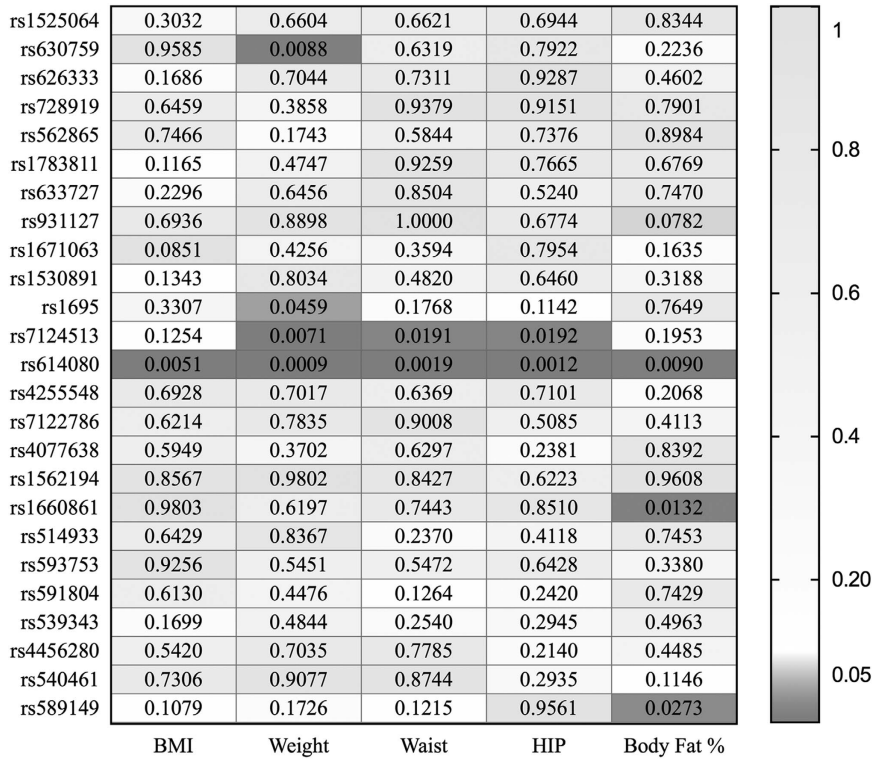 rs1525064 0.3032 0.6604 0.6621 0.6944 0.8344 1
rs630759 0.9585 0.0088 0.6319 0.7922 0.2236
rs626333 0.1686 0.7044 0.7311 0.9287 0.4602
rs728919 0.6459 0.3858 0.9379 0.9151 0.7901
rs562865 0.7466 0.1743 0.5844 0.7376 0.8984 0.8
rs1783811 0.1165 0.4747 0.9259 0.7665 0.6769
rs633727 0.2296 0.6456 0.8504 0.5240 0.7470
rs931127 0.6936 0.8898 1.0000 0.6774 0.0782
rs1671063 0.0851 0.4256 0.3594 0.7954 0.1635
rs1530891 0.1343 0.8034 0.4820 0.6460 0.3188 0.6
rs1695 0.3307 0.0459 0.1768 0.1142 0.7649
rs7124513 0.1254 0.0071 0.0191 0.0192 0.1953
rs614080 0.0051 0.0009 0.0019 0.0012 0.0090
rs4255548 0.6928 0.7017 0.6369 0.7101 0.2068
rs7122786 0.6214 0.7835 0.9008 0.5085 0.4113 0.4
rs4077638 0.5949 0.3702 0.6297 0.2381 0.8392
rs1562194 0.8567 0.9802 0.8427 0.6223 0.9608
rs1660861 0.9803 0.6197 0.7443 0.8510 0.0132
rs514933 0.6429 0.8367 0.2370 0.4118 0.7453
rs593753 0.9256 0.5451 0.5472 0.6428 0.3380 0.20
rs591804 0.6130 0.4476 0.1264 0.2420 0.7429
rs539343 0.1699 0.4844 0.2540 0.2945 0.4963
rs4456280 0.5420 0.7035 0.7785 0.2140 0.4485
rs540461 0.7306 0.9077 0.8744 0.2935 0.1146 0.05
rs589149 0.1079 0.1726 0.1215 0.9561 0.0273
BMI Weight Waist HIP Body Fat %